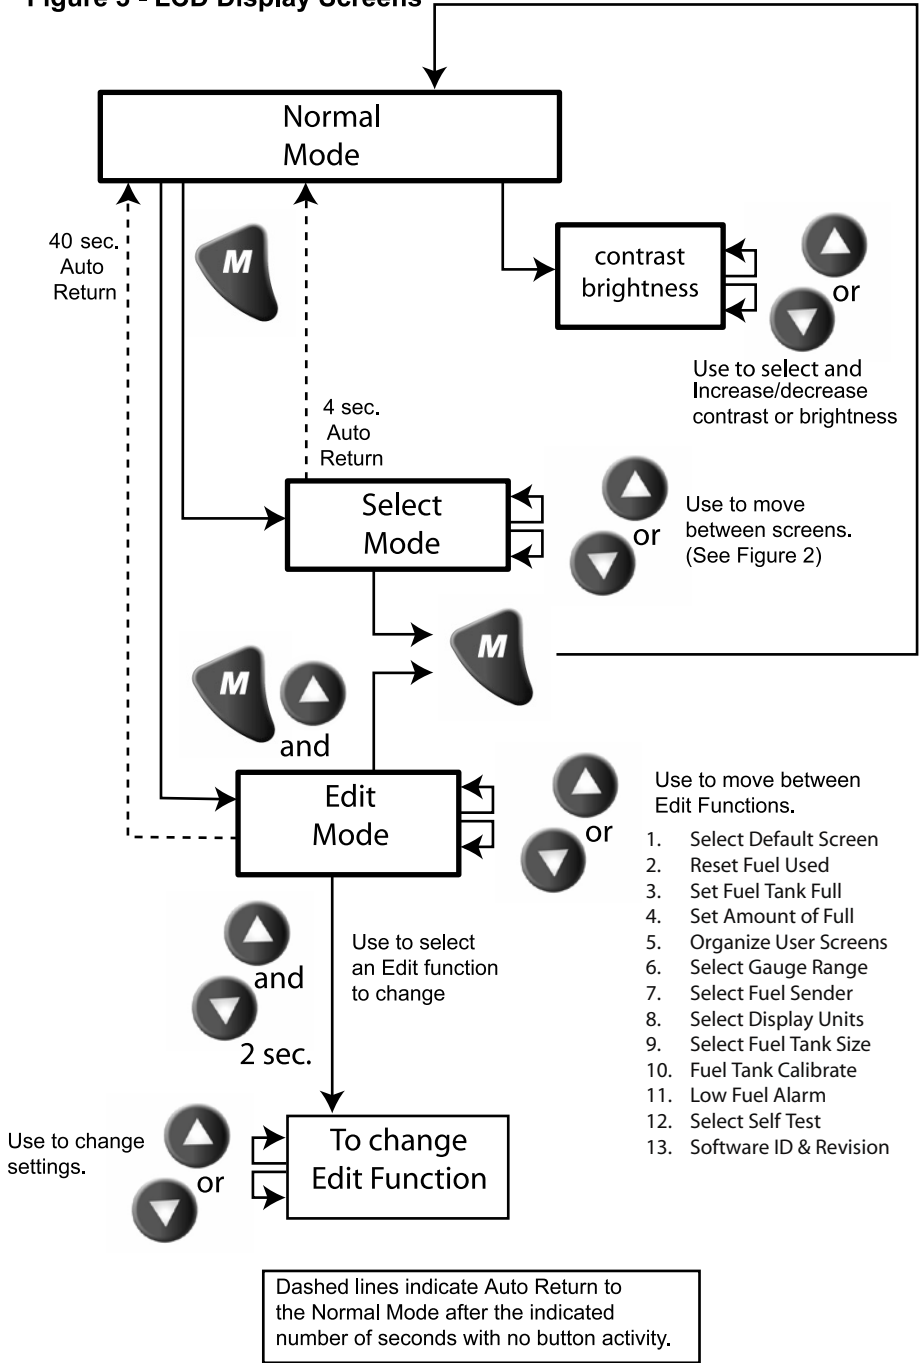 Normal
Mode
40 sec.
Auto
Return
M
contrast
brightness
or
Use to select and
Increase/decrease
contrast or brightness
4 sec.
Auto
Return
Select
Mode
or
Use to move
between screens.
(See Figure 2)
M
M
and
Edit
Mode
or
Use to move between
Edit Functions.
1. Select Default Screen
2. Reset Fuel Used
3. Set Fuel Tank Full
4. Set Amount of Full
5. Organize User Screens
6. Select Gauge Range
7. Select Fuel Sender
8. Select Display Units
9. Select Fuel Tank Size
10. Fuel Tank Calibrate
11. Low Fuel Alarm
12. Select Self Test
13. Software ID & Revision
and
2 sec.
Use to select
an Edit function
to change
Use to change
settings.
or
To change
Edit Function
Dashed lines indicate Auto Return to
the Normal Mode after the indicated
number of seconds with no button activity.